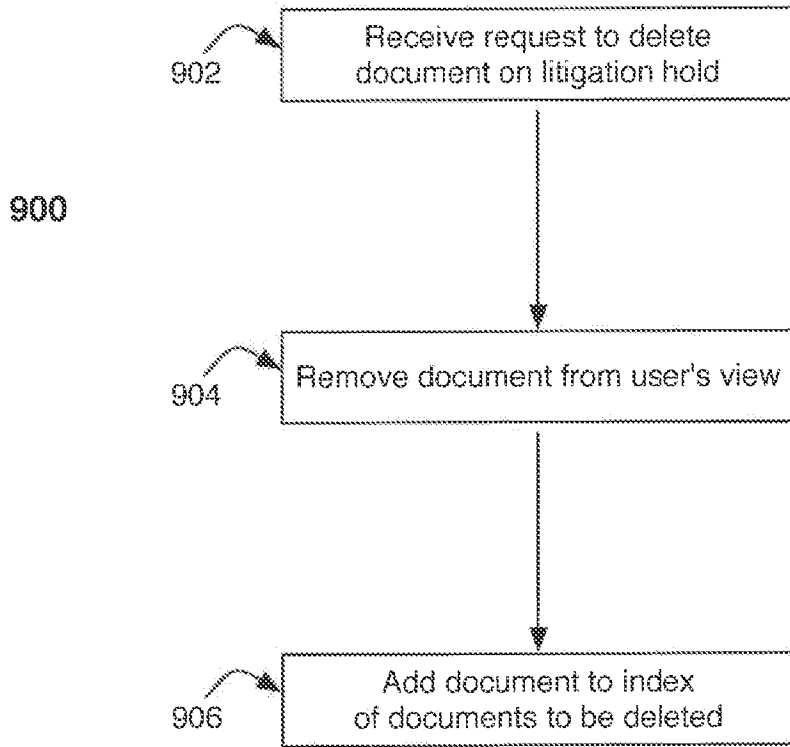 Receive request to delete
document on litigation hold
902
900
Remove document from user's view
904
Add document to index
of documents to be deleted
906